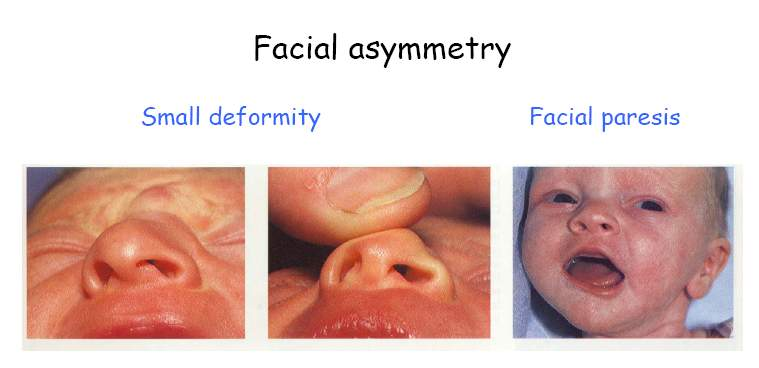 Facial asymmetry
Small deformity
Facial paresis